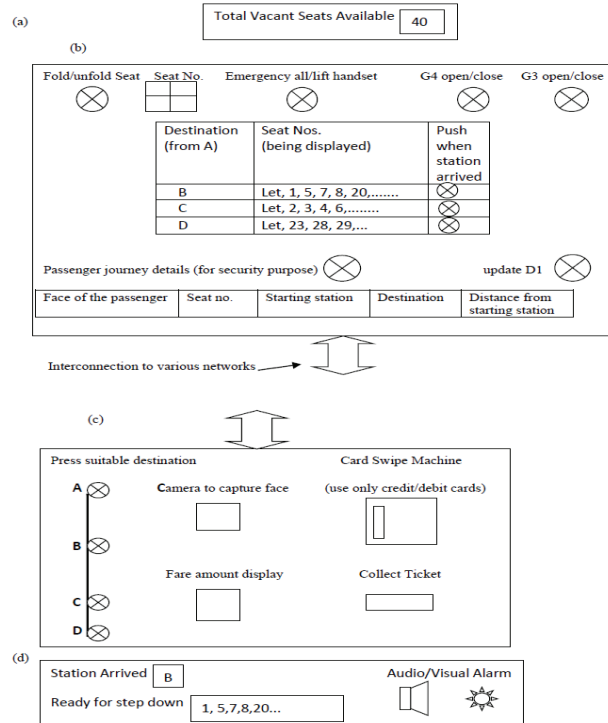 (a)
Total Vacant Seats Available 40
(b)
Fold/unfold Seat Seat No. Emergency all/lift handset G4 open/close G3 open/close
Destination (from A) Seat Nos. (being displayed) Push when station arrived
B Let, 1, 5, 7, 8, 20,.......
C Let, 2, 3, 4, 6,........
D Let, 23, 28, 29,...
Passenger journey details (for security purpose) update D1
Face of the passenger Seat no. Starting station Destination Distance from starting station
Interconnection to various networks
(c)
Press suitable destination Card Swipe Machine
A Camera to capture face (use only credit/debit cards)
B
Fare amount display Collect Ticket
C
D
(d)
Station Arrived B Audio/Visual Alarm
Ready for step down 1, 5,7,8,20...